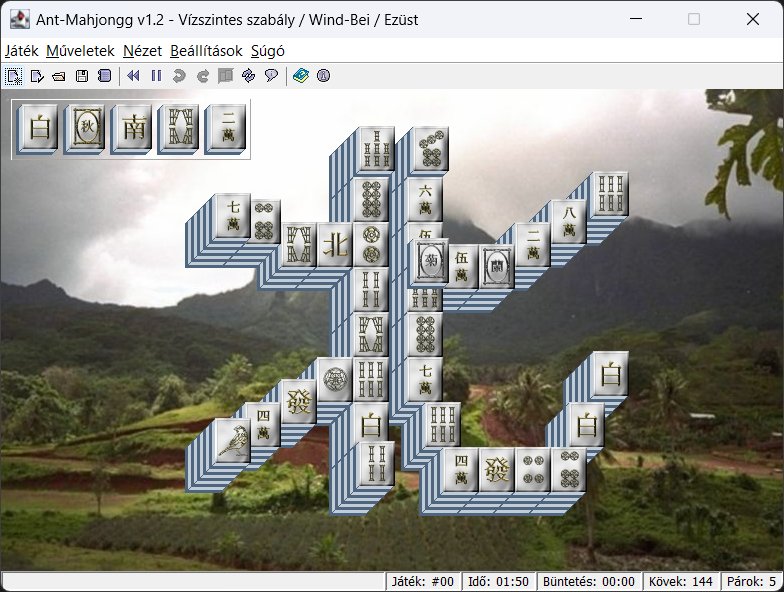 Ant-Mahjongg v1.2 - Vízszintes szabály / Wind-Bei / Ezüst
Játék Műveletek Nézet Beállítások Súgó
白 秋 南 二萬
六萬
七萬
伍
八萬
北
二萬
菊 伍萬 蘭
七萬
白
發
四萬
白 白
四萬 發
Játék: #00 Idő: 01:50 Büntetés: 00:00 Kövek: 144 Párok: 5